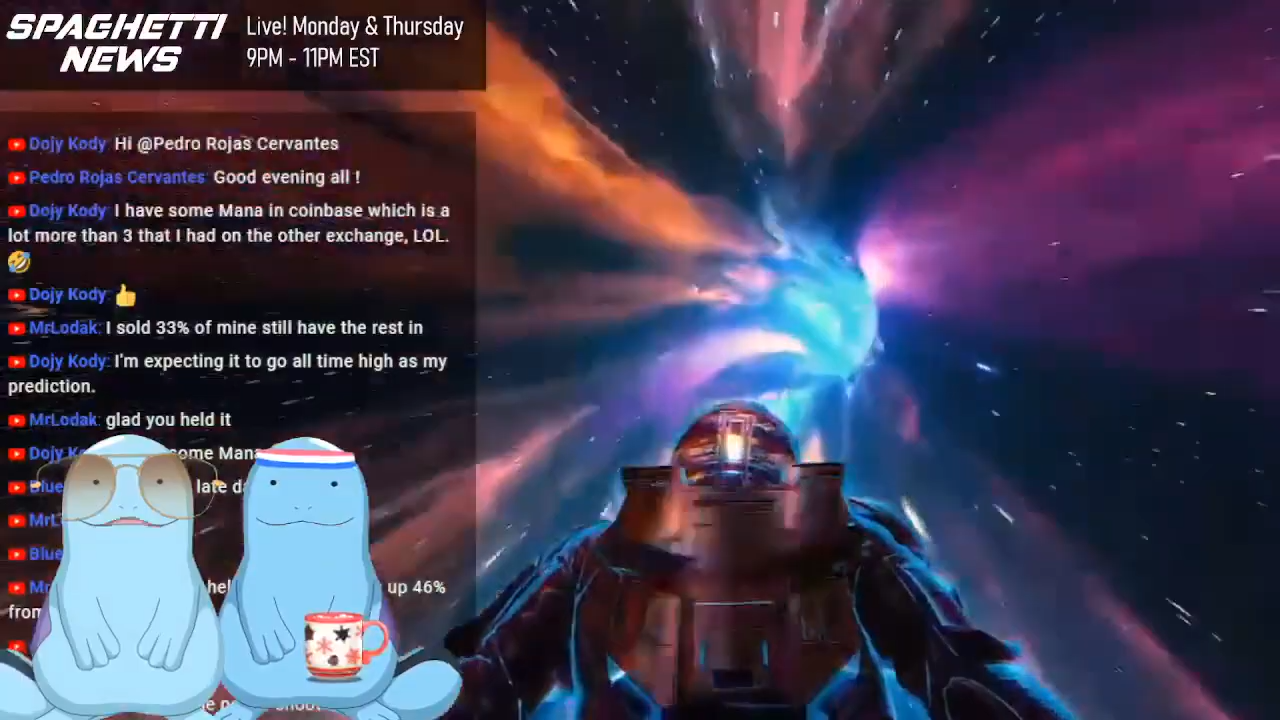 SPAGHETTI
NEWS
Live! Monday & Thursday
9PM - 11PM EST
Dojy Kody: Hi @Pedro Rojas Cervantes
Pedro Rojas Cervantes: Good evening all !
Dojy Kody: I have some Mana in coinbase which is a
lot more than 3 that I had on the other exchange, LOL.
Dojy Kody:
MrLodak: I sold 33% of mine still have the rest in
Dojy Kody: I'm expecting it to go all time high as my
prediction.
MrLodak: glad you held it
Dojy some Mana
Blue late
Blue
up 46%
from